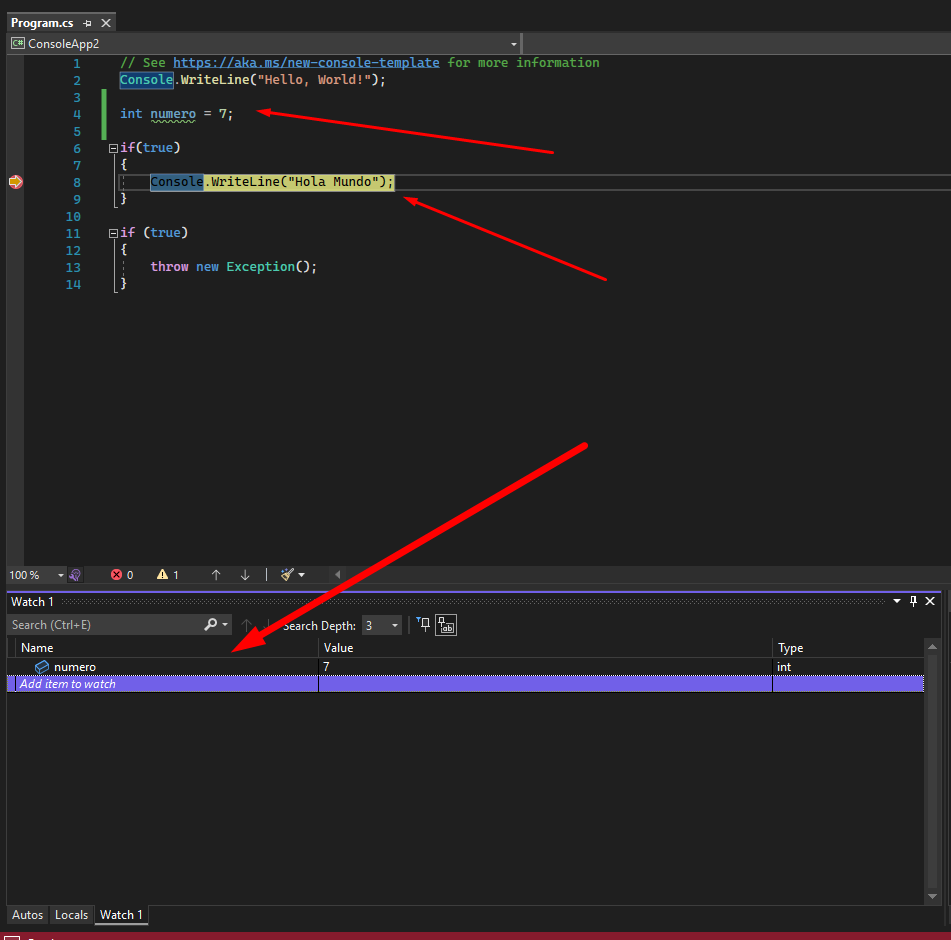 Program.cs
C# ConsoleApp2
1 // See https://aka.ms/new-console-template for more information
2 Console.WriteLine("Hello, World!");
3
4 int numero = 7;
5
6 if(true)
7 {
8 Console.WriteLine("Hola Mundo");
9 }
10
11 if (true)
12 {
13 throw new Exception();
14 }
100 % 0 1
Watch 1
Search (Ctrl+E) Search Depth: 3
Name Value Type
numero 7 int
Add item to watch
Autos Locals Watch 1